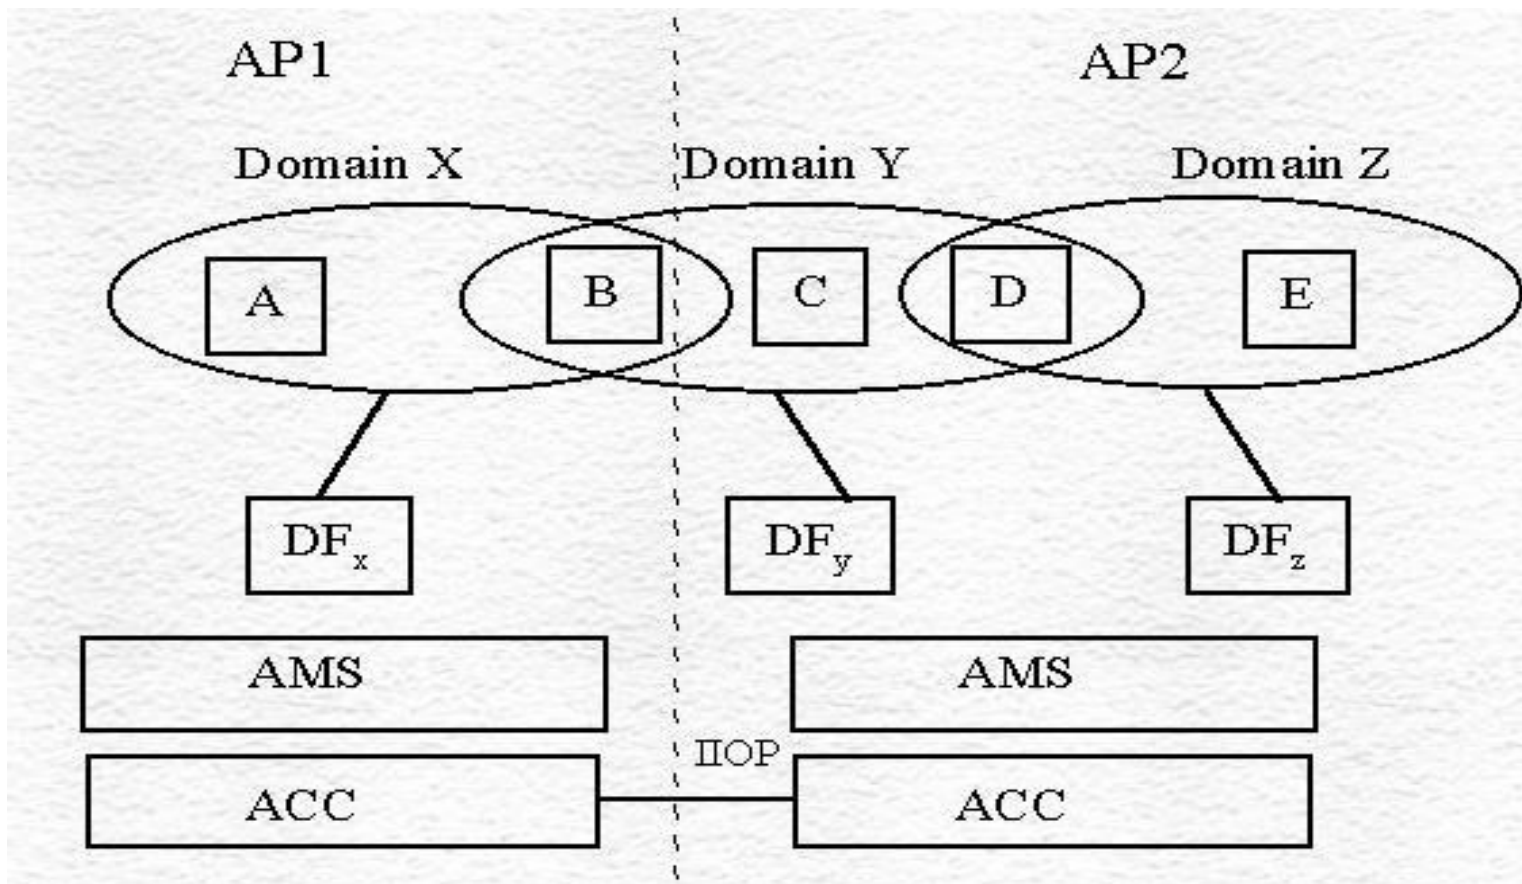 AP1 AP2
Domain X Domain Y Domain Z
A B C D E
DFx DFy DFz
AMS AMS
IIOP
ACC ACC